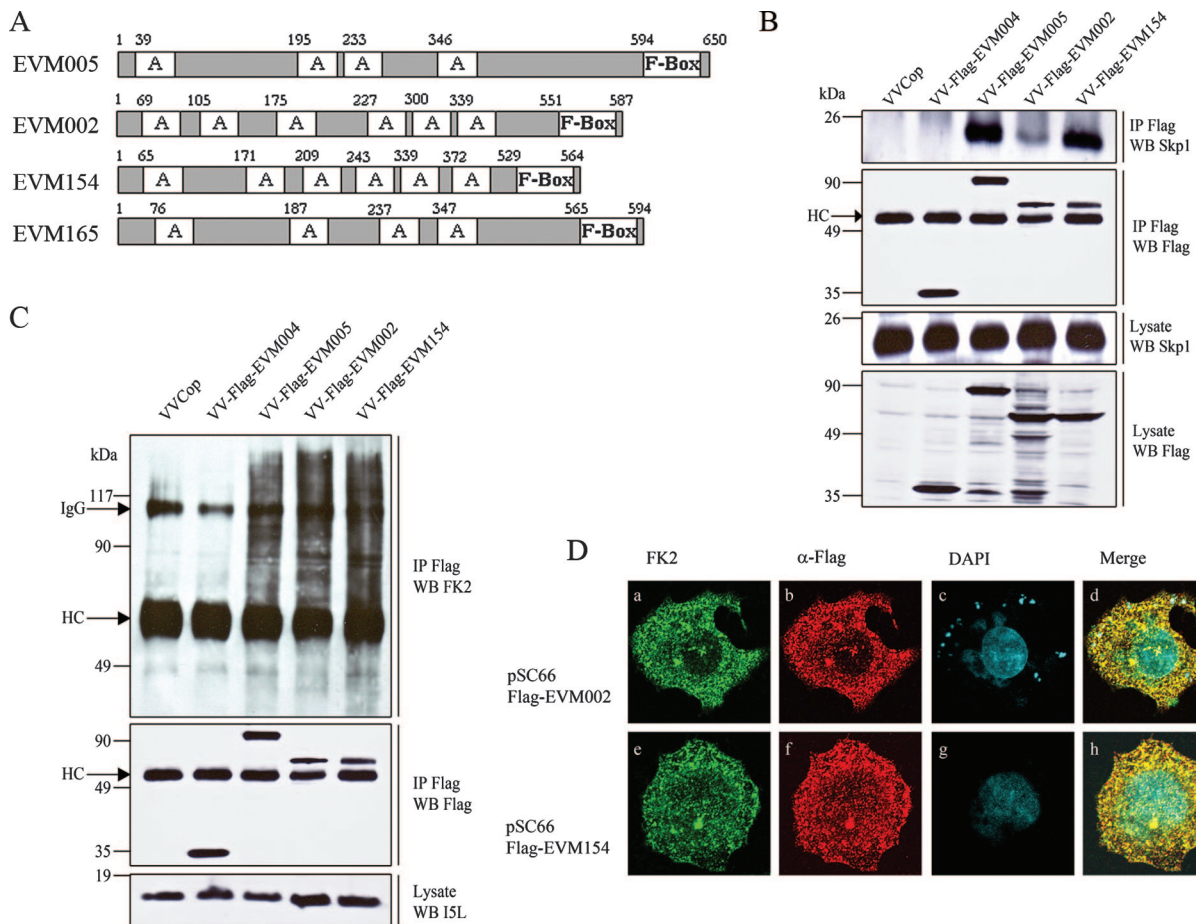 A
1 39 195 233 346 594 650
EVM005 A A A A F-Box
1 69 105 175 227 300 339 551 587
EVM002 A A A A A A F-Box
1 65 171 209 243 339 372 529 564
EVM154 A A A A A A F-Box
1 76 187 237 347 565 594
EVM165 A A A A F-Box
B
VVCop
VV-Flag-EVM004
VV-Flag-EVM005
VV-Flag-EVM002
VV-Flag-EVM154
kDa
26
IP Flag
WB Skp1
90
HC
49
35
IP Flag
WB Flag
26
Lysate
WB Skp1
90
49
35
Lysate
WB Flag
C
VVCop
VV-Flag-EVM004
VV-Flag-EVM005
VV-Flag-EVM002
VV-Flag-EVM154
kDa
117
IgG
90
HC
49
IP Flag
WB FK2
90
HC
49
35
IP Flag
WB Flag
19
Lysate
WB I5L
D
FK2 α-Flag DAPI Merge
a b c d
pSC66
Flag-EVM002
e f g h
pSC66
Flag-EVM154